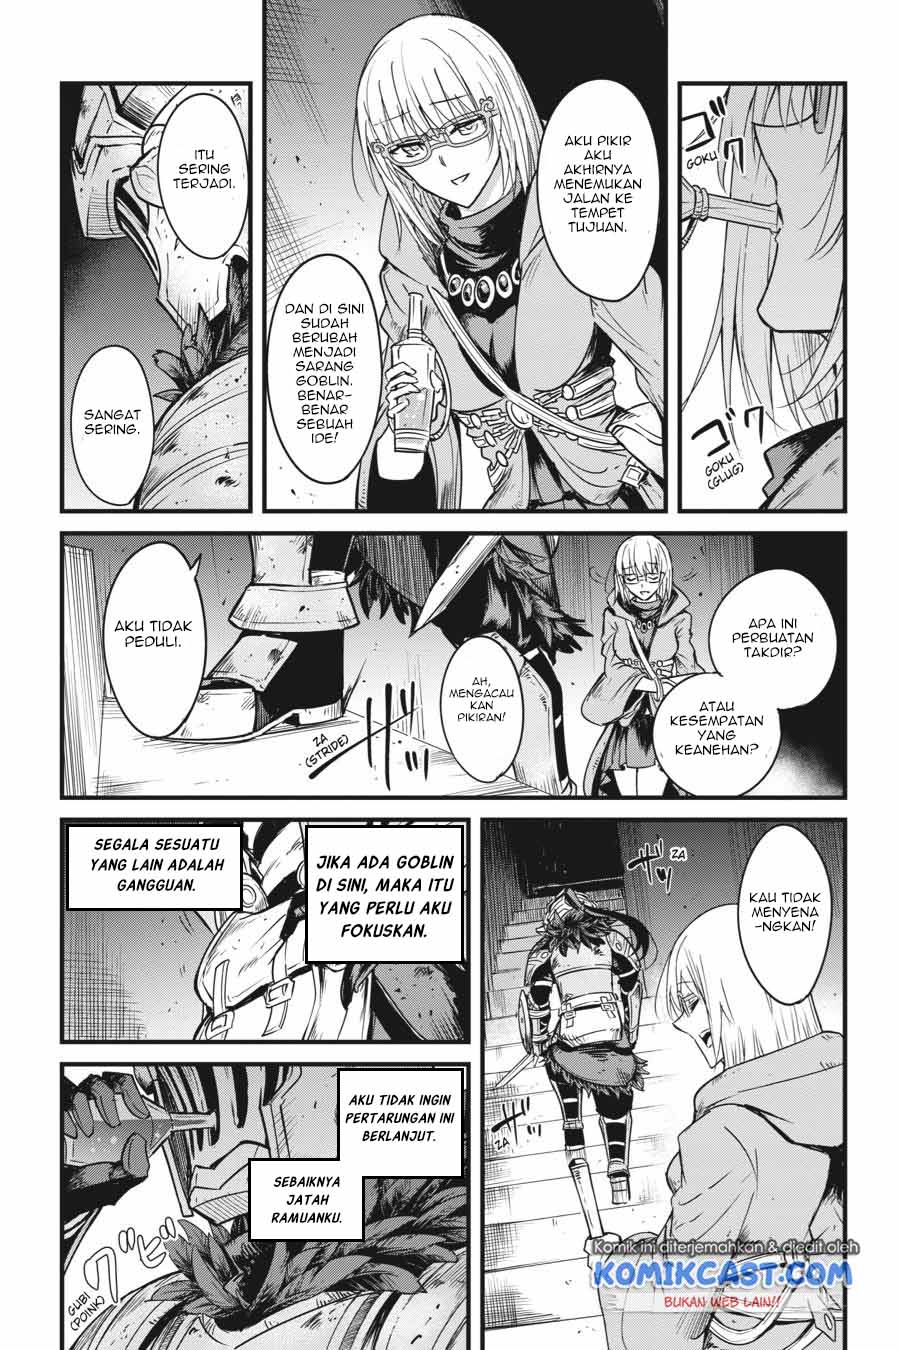 GOKU
GOKU
(GLUG)
ゴク
AKU PIKIR
AKU
AKHIRNYA
MENEMUKAN
JALAN KE
TEMPET
TUJUAN.
DAN DI SINI
SUDAH
BERUBAH
MENJADI
SARANG
GOBLIN.
BENAR-
BENAR
SEBUAH
IDE!
ITU
SERING
TERJADI.
SANGAT
SERING.
APA INI
PERBUATAN
TAKDIR?
ATAU
KESEMPATAN
YANG
KEANEHAN?
AH,
MENGACAU
KAN
PIKIRAN!
AKU TIDAK
PEDULI.
ZA
(STRIDE)
KAU TIDAK
MENYENA
-NGKAN!
ZA
ZA
JIKA ADA GOBLIN
DI SINI, MAKA ITU
YANG PERLU AKU
FOKUSKAN.
SEGALA SESUATU
YANG LAIN ADALAH
GANGGUAN.
AKU TIDAK INGIN
PERTARUNGAN INI
BERLANJUT.
SEBAIKNYA
JATAH
RAMUANKU.
グビ
GUBI
(POINK)
Komik ini diterjemahkan & diedit oleh
KOMIKCAST.COM
BUKAN WEB LAIN!!